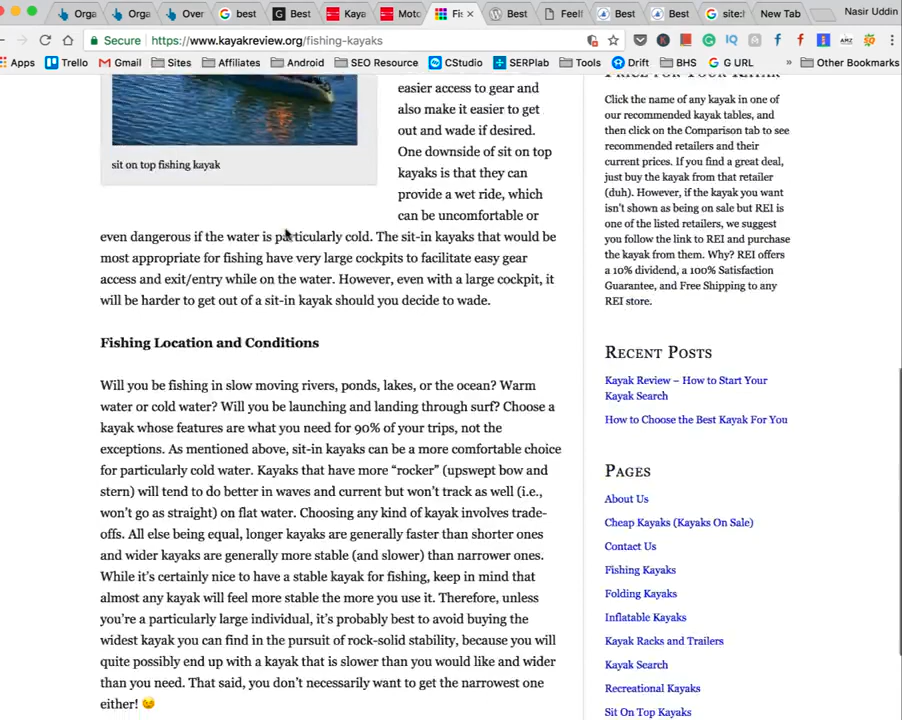 Orga
Orga
Over
best
Best
Kaya
Moto
Fis
Best
Feelf
Best
Best
site:
New Tab
Nasir Uddin
Secure
https://www.kayakreview.org/fishing-kayaks
Apps
Trello
Gmail
Sites
Affiliates
Android
SEO Resource
CStudio
SERPlab
Tools
Drift
BHS
G URL
»
Other Bookmarks
easier access to gear and
also make it easier to get
out and wade if desired.
One downside of sit on top
kayaks is that they can
provide a wet ride, which
can be uncomfortable or
sit on top fishing kayak
even dangerous if the water is particularly cold. The sit-in kayaks that would be
most appropriate for fishing have very large cockpits to facilitate easy gear
access and exit/entry while on the water. However, even with a large cockpit, it
will be harder to get out of a sit-in kayak should you decide to wade.
Fishing Location and Conditions
Will you be fishing in slow moving rivers, ponds, lakes, or the ocean? Warm
water or cold water? Will you be launching and landing through surf? Choose a
kayak whose features are what you need for 90% of your trips, not the
exceptions. As mentioned above, sit-in kayaks can be a more comfortable choice
for particularly cold water. Kayaks that have more “rocker” (upswept bow and
stern) will tend to do better in waves and current but won’t track as well (i.e.,
won’t go as straight) on flat water. Choosing any kind of kayak involves trade-
offs. All else being equal, longer kayaks are generally faster than shorter ones
and wider kayaks are generally more stable (and slower) than narrower ones.
While it’s certainly nice to have a stable kayak for fishing, keep in mind that
almost any kayak will feel more stable the more you use it. Therefore, unless
you’re a particularly large individual, it’s probably best to avoid buying the
widest kayak you can find in the pursuit of rock-solid stability, because you will
quite possibly end up with a kayak that is slower than you would like and wider
than you need. That said, you don’t necessarily want to get the narrowest one
either!
Price for Your Kayak
Click the name of any kayak in one of
our recommended kayak tables, and
then click on the Comparison tab to see
recommended retailers and their
current prices. If you find a great deal,
just buy the kayak from that retailer
(duh). However, if the kayak you want
isn’t shown as being on sale but REI is
one of the listed retailers, we suggest
you follow the link to REI and purchase
the kayak from them. Why? REI offers
a 10% dividend, a 100% Satisfaction
Guarantee, and Free Shipping to any
REI store.
Recent Posts
Kayak Review – How to Start Your
Kayak Search
How to Choose the Best Kayak For You
Pages
About Us
Cheap Kayaks (Kayaks On Sale)
Contact Us
Fishing Kayaks
Folding Kayaks
Inflatable Kayaks
Kayak Racks and Trailers
Kayak Search
Recreational Kayaks
Sit On Top Kayaks